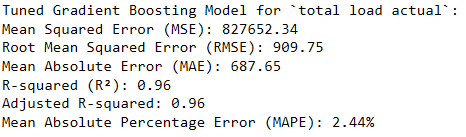 Tuned Gradient Boosting Model for `total load actual`:
Mean Squared Error (MSE): 827652.34
Root Mean Squared Error (RMSE): 909.75
Mean Absolute Error (MAE): 687.65
R-squared (R²): 0.96
Adjusted R-squared: 0.96
Mean Absolute Percentage Error (MAPE): 2.44%